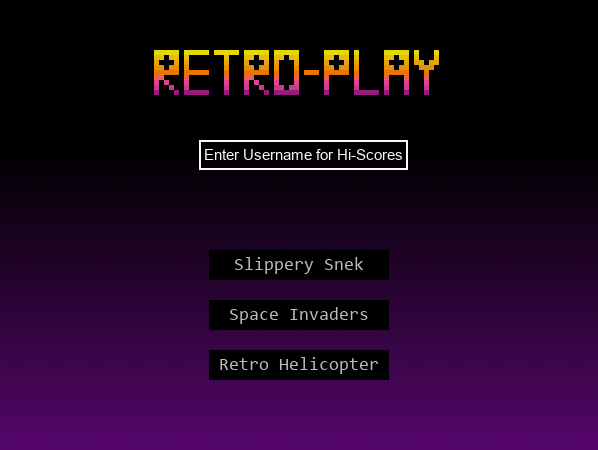 RETRO-PLAY
Enter Username for Hi-Scores
Slippery Snek
Space Invaders
Retro Helicopter